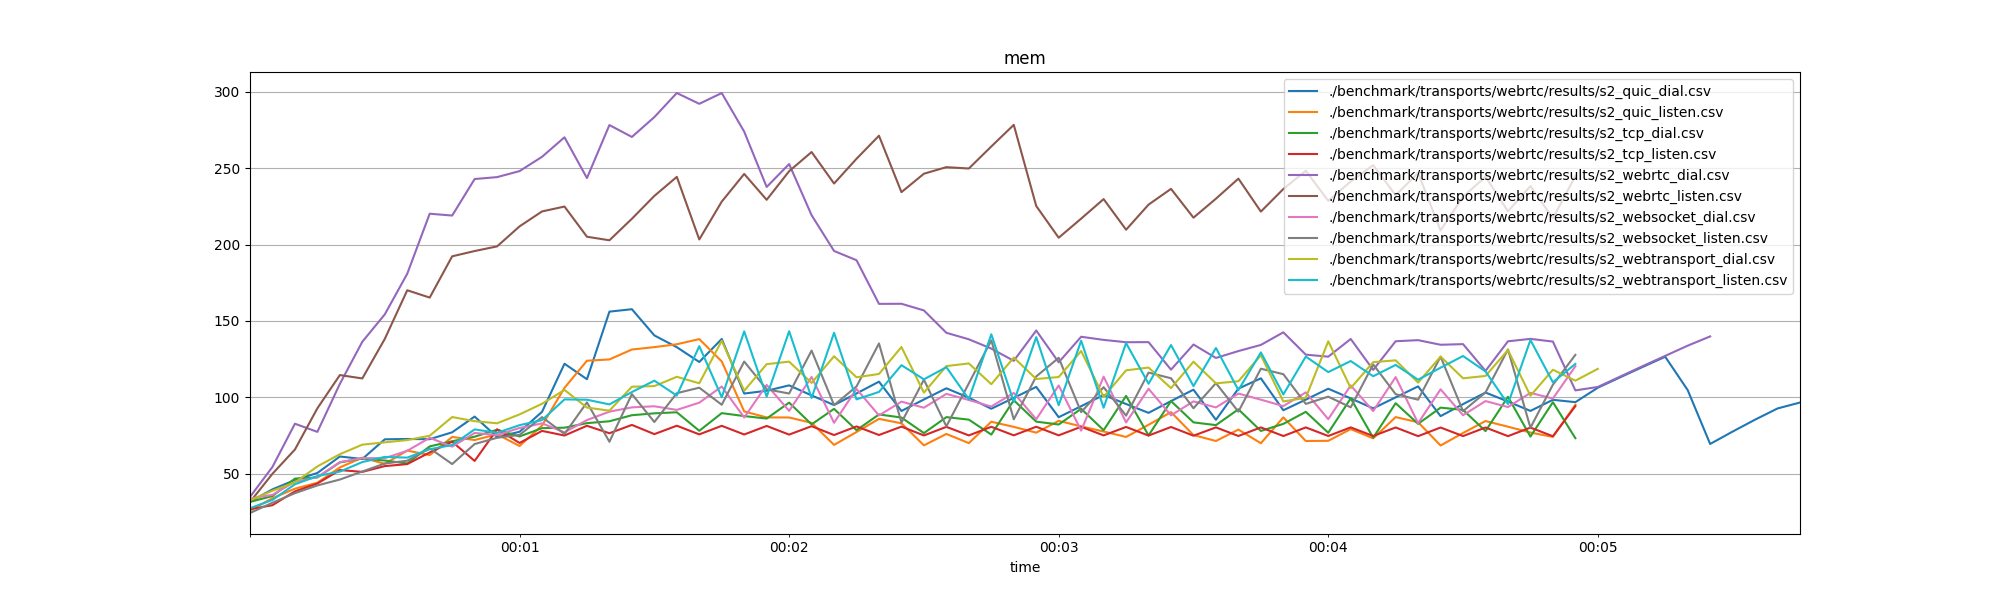 mem
300
250
200
150
100
50
./benchmark/transports/webrtc/results/s2_quic_dial.csv
./benchmark/transports/webrtc/results/s2_quic_listen.csv
./benchmark/transports/webrtc/results/s2_tcp_dial.csv
./benchmark/transports/webrtc/results/s2_tcp_listen.csv
./benchmark/transports/webrtc/results/s2_webrtc_dial.csv
./benchmark/transports/webrtc/results/s2_webrtc_listen.csv
./benchmark/transports/webrtc/results/s2_websocket_dial.csv
./benchmark/transports/webrtc/results/s2_websocket_listen.csv
./benchmark/transports/webrtc/results/s2_webtransport_dial.csv
./benchmark/transports/webrtc/results/s2_webtransport_listen.csv
00:01 00:02 00:03 00:04 00:05
time